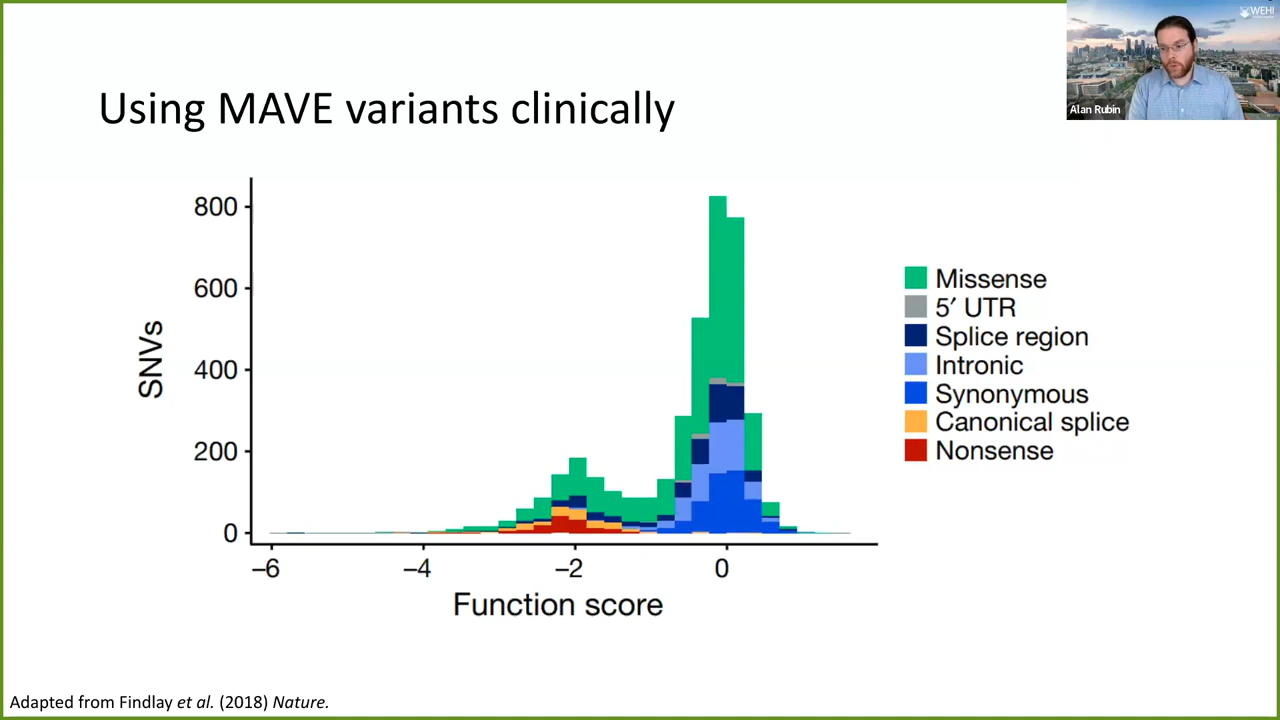 WEHI
Alan Rubin
Using MAVE variants clinically
800
600
400
200
0
SNVs
−6
−4
−2
0
Function score
Missense
5′ UTR
Splice region
Intronic
Synonymous
Canonical splice
Nonsense
Adapted from Findlay et al. (2018) Nature.